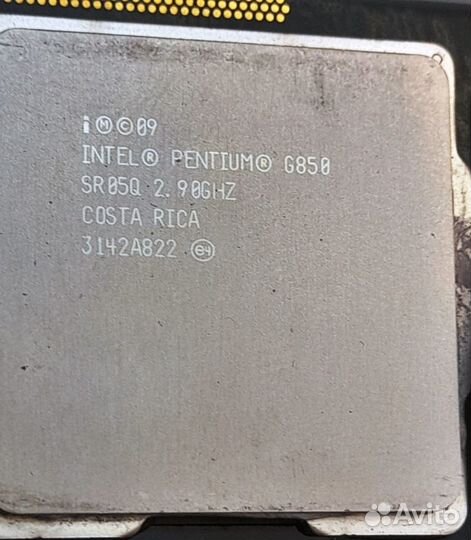 i Ⓜ©09
INTEL® PENTIUM® G850
SR05Q 2.90GHZ
COSTA RICA
3142A822 e4
Avito